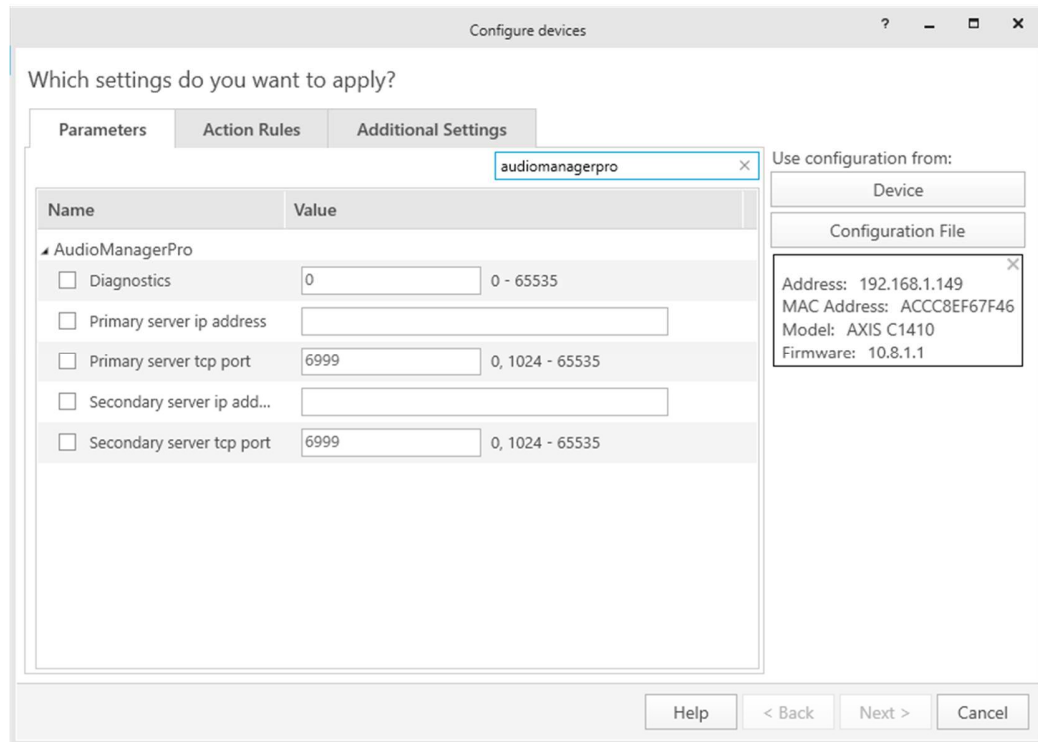 Configure devices
Which settings do you want to apply?
Parameters Action Rules Additional Settings
audiomanagerpro
Name Value
AudioManagerPro
Diagnostics 0 0 - 65535
Primary server ip address
Primary server tcp port 6999 0, 1024 - 65535
Secondary server ip add...
Secondary server tcp port 6999 0, 1024 - 65535
Use configuration from:
Device
Configuration File
Address: 192.168.1.149
MAC Address: ACCC8EF67F46
Model: AXIS C1410
Firmware: 10.8.1.1
Help < Back Next > Cancel